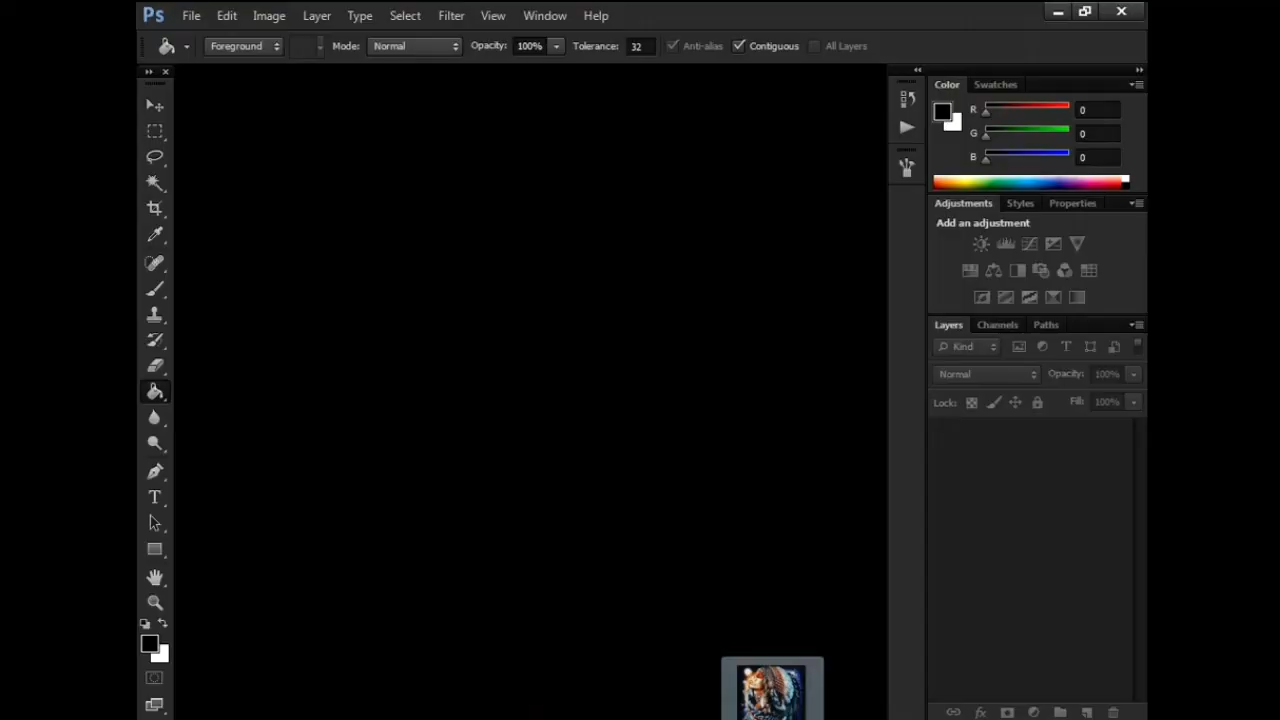 Ps File Edit Image Layer Type Select Filter View Window Help
Foreground Mode: Normal Opacity: 100% Tolerance: 32 Anti-alias Contiguous All Layers
Color Swatches
R 0
G 0
B 0
Adjustments Styles Properties
Add an adjustment
Layers Channels Paths
Kind T
Normal Opacity: 100%
Lock: Fill: 100%
T
fx